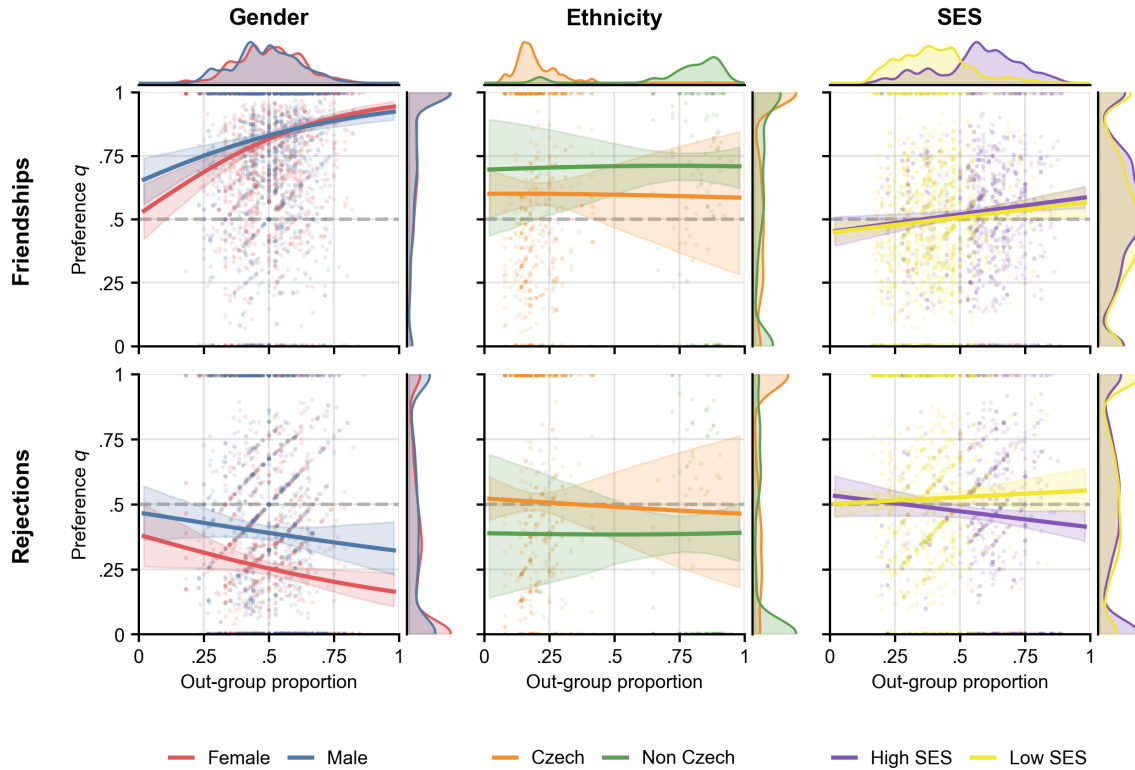 Gender Ethnicity SES
Friendships
Preference q
1
.75
.5
.25
0
Rejections
Preference q
1
.75
.5
.25
0
0 .25 .5 .75 1 0 .25 .5 .75 1 0 .25 .5 .75 1
Out-group proportion Out-group proportion Out-group proportion
Female Male Czech Non Czech High SES Low SES